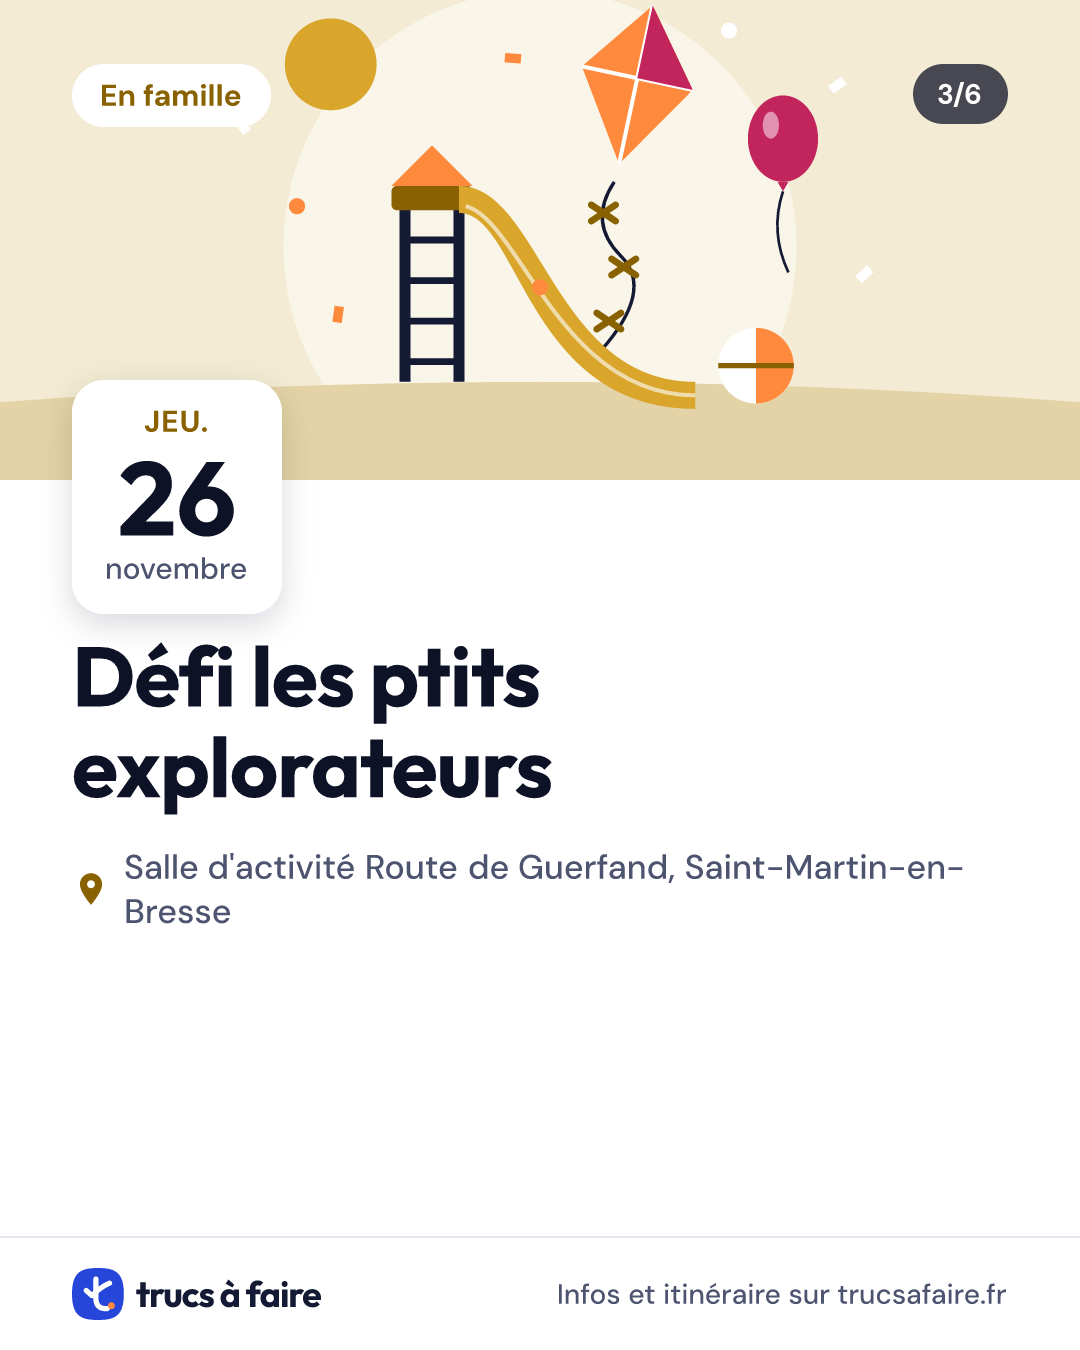 En famille
3/6
JEU.
26
novembre
Défi les ptits
explorateurs
Salle d'activité Route de Guerfand, Saint-Martin-en-
Bresse
trucs à faire
Infos et itinéraire sur trucsafaire.fr